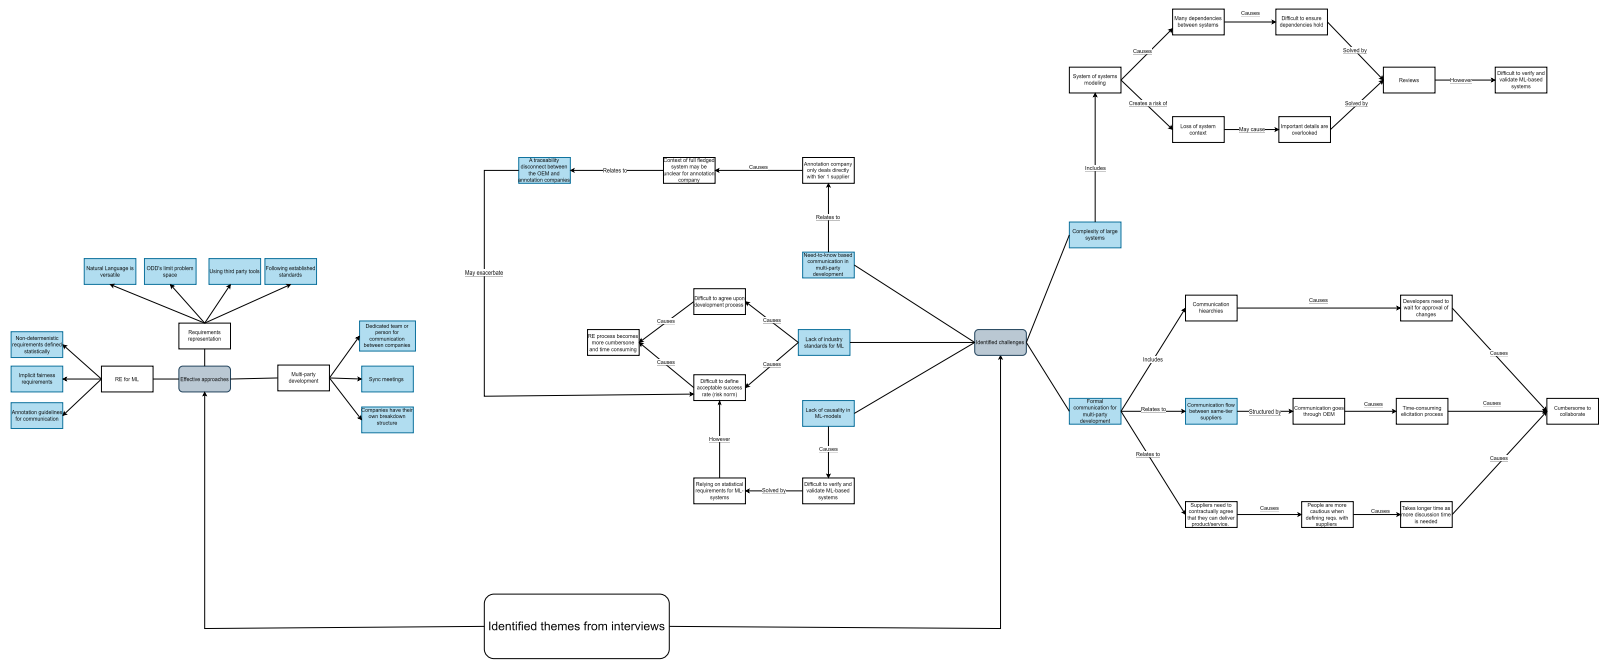 Causes
Many dependencies
between systems
Difficult to ensure
dependencies hold
Causes
Solved by
System of systems
modeling
Reviews
However
Difficult to verify and
validate ML-based
systems
Creates a risk of
Solved by
Loss of system
context
May cause
Important details are
overlooked
Includes
A traceability
disconnect between
the OEM and
annotation companies
Relates to
Context of full fledged
system may be
unclear for annotation
company
Causes
Annotation company
only deals directly
with tier 1 supplier
Relates to
Complestiy of large
systems
Need-to-know based
communication in
multi-party
development
May exacerbate
Natural Language is
versatile
ODD's limit problem
space
Using third party tools
Following established
standards
Requirements
representation
Dedicated team or
person for
communication
between companies
Non-determenistic
requirements defined
statistically
Implicit fairness
requirements
RE for ML
Effective approaches
Multi-party
development
Sync meetings
Annotation guidelines
for communication
Companies have their
own breakdown
structure
Difficult to agree upon
development process
Causes
Causes
RE process becomes
more cumbersone
and time consuming
Lack of industry
standards for ML
Identified challenges
Causes
Causes
Difficult to define
acceptable success
rate (risk norm)
Lack of causality in
ML-models
However
Causes
Relying on statistical
requirements for ML-
systems
Solved by
Difficult to verify and
validate ML-based
systems
Communication
hiearchies
Causes
Developers need to
wait for approval of
changes
Includes
Causes
Formal
communication for
multi-party
development
Relates to
Communication flow
between same-tier
suppliers
Structured by
Communication goes
through OEM
Causes
Time-consuming
elicitation process
Causes
Cumbersome to
collaborate
Relates to
Causes
Suppliers need to
contractually agree
that they can deliver
product/service.
Causes
People are more
cautious when
defining reqs. with
suppliers
Causes
Takes longer time as
more discussion time
is needed
Identified themes from interviews